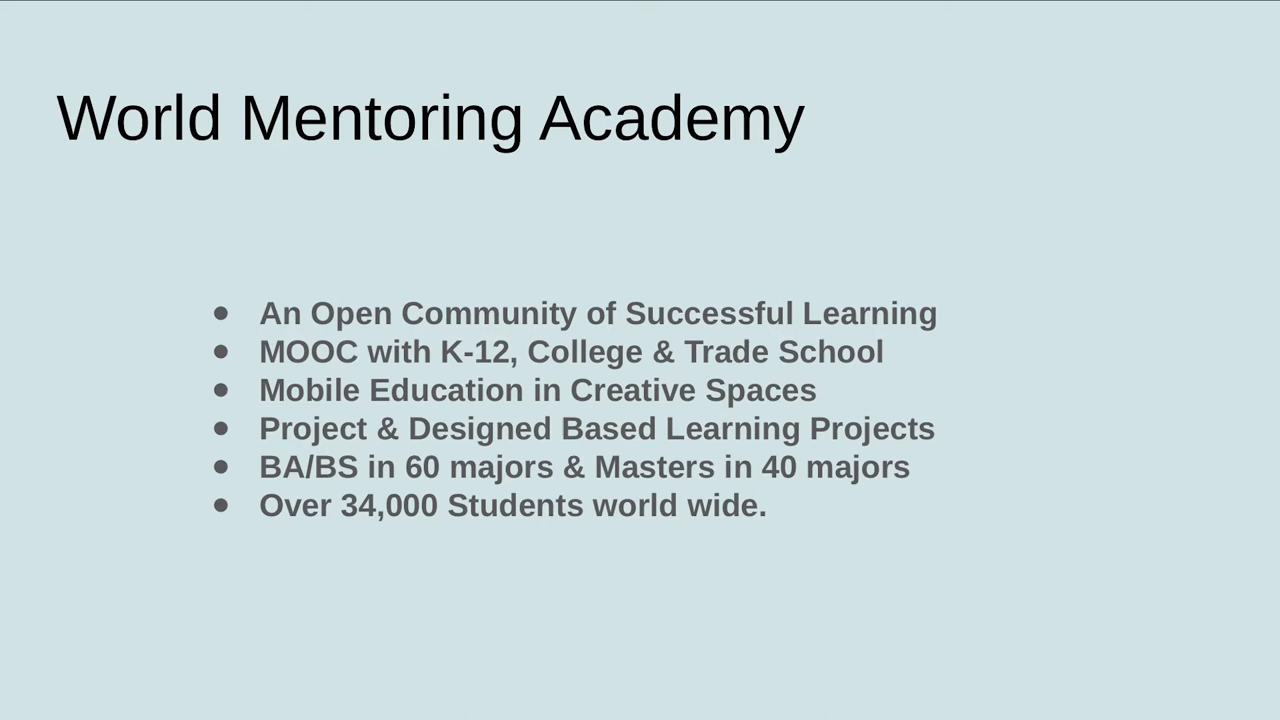 World Mentoring Academy
● An Open Community of Successful Learning
● MOOC with K-12, College & Trade School
● Mobile Education in Creative Spaces
● Project & Designed Based Learning Projects
● BA/BS in 60 majors & Masters in 40 majors
● Over 34,000 Students world wide.